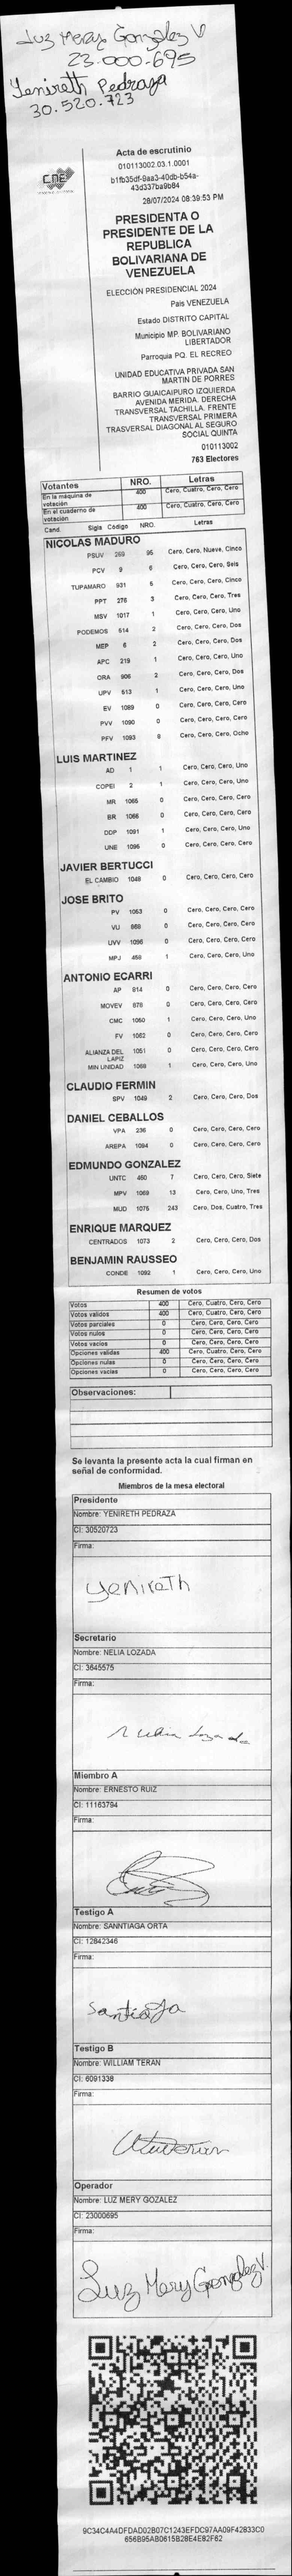 Luz Mery Gonzalez V
23.000.695
Yenireth Pedraza
30.520.723
CNE
Acta de escrutinio
010113002.03.1.0001
b1fb35df-9aa3-40db-b54a-
43d337ba9b84
28/07/2024 08:39:53 PM
PRESIDENTA O
PRESIDENTE DE LA
REPUBLICA
BOLIVARIANA DE
VENEZUELA
ELECCIÓN PRESIDENCIAL 2024
Pais VENEZUELA
Estado DISTRITO CAPITAL
Municipio MP. BOLIVARIANO
LIBERTADOR
Parroquia PQ. EL RECREO
UNIDAD EDUCATIVA PRIVADA SAN
MARTIN DE PORRES
BARRIO GUAICAIPURO IZQUIERDA
AVENIDA MERIDA. DERECHA
TRANSVERSAL TACHILLA. FRENTE
TRANSVERSAL PRIMERA
TRASVERSAL DIAGONAL AL SEGURO
SOCIAL QUINTA
010113002
763 Electores
Votantes NRO. Letras
En la máquina de votación 400 Cero, Cuatro, Cero, Cero
En el cuaderno de votación 400 Cero, Cuatro, Cero, Cero
Cand. Sigla Código NRO. Letras
NICOLAS MADURO
PSUV 269 95 Cero, Cero, Nueve, Cinco
PCV 9 6 Cero, Cero, Cero, Seis
TUPAMARO 931 5 Cero, Cero, Cero, Cinco
PPT 276 3 Cero, Cero, Cero, Tres
MSV 1017 1 Cero, Cero, Cero, Uno
PODEMOS 514 2 Cero, Cero, Cero, Dos
MEP 6 2 Cero, Cero, Cero, Dos
APC 219 1 Cero, Cero, Cero, Uno
ORA 906 2 Cero, Cero, Cero, Dos
UPV 513 1 Cero, Cero, Cero, Uno
EV 1089 0 Cero, Cero, Cero, Cero
PVV 1090 0 Cero, Cero, Cero, Cero
PFV 1093 8 Cero, Cero, Cero, Ocho
LUIS MARTINEZ
AD 1 1 Cero, Cero, Cero, Uno
COPEI 2 1 Cero, Cero, Cero, Uno
MR 1065 0 Cero, Cero, Cero, Cero
BR 1066 0 Cero, Cero, Cero, Cero
DDP 1091 1 Cero, Cero, Cero, Uno
UNE 1095 0 Cero, Cero, Cero, Cero
JAVIER BERTUCCI
EL CAMBIO 1048 0 Cero, Cero, Cero, Cero
JOSE BRITO
PV 1053 0 Cero, Cero, Cero, Cero
VU 868 0 Cero, Cero, Cero, Cero
UVV 1096 0 Cero, Cero, Cero, Cero
MPJ 458 1 Cero, Cero, Cero, Uno
ANTONIO ECARRI
AP 814 0 Cero, Cero, Cero, Cero
MOVEV 878 0 Cero, Cero, Cero, Cero
CMC 1050 1 Cero, Cero, Cero, Uno
FV 1052 0 Cero, Cero, Cero, Cero
ALIANZA DEL LAPIZ 1051 0 Cero, Cero, Cero, Cero
MIN UNIDAD 1068 1 Cero, Cero, Cero, Uno
CLAUDIO FERMIN
SPV 1049 2 Cero, Cero, Cero, Dos
DANIEL CEBALLOS
VPA 236 0 Cero, Cero, Cero, Cero
AREPA 1094 0 Cero, Cero, Cero, Cero
EDMUNDO GONZALEZ
UNTC 460 7 Cero, Cero, Cero, Siete
MPV 1069 13 Cero, Cero, Uno, Tres
MUD 1075 243 Cero, Dos, Cuatro, Tres
ENRIQUE MARQUEZ
CENTRADOS 1073 2 Cero, Cero, Cero, Dos
BENJAMIN RAUSSEO
CONDE 1092 1 Cero, Cero, Cero, Uno
Resumen de votos
Votos 400 Cero, Cuatro, Cero, Cero
Votos validos 400 Cero, Cuatro, Cero, Cero
Votos parciales 0 Cero, Cero, Cero, Cero
Votos nulos 0 Cero, Cero, Cero, Cero
Votos vacios 0 Cero, Cero, Cero, Cero
Opciones validas 400 Cero, Cuatro, Cero, Cero
Opciones nulas 0 Cero, Cero, Cero, Cero
Opciones vacias 0 Cero, Cero, Cero, Cero
Observaciones:
Se levanta la presente acta la cual firman en
señal de conformidad.
Miembros de la mesa electoral
Presidente
Nombre: YENIRETH PEDRAZA
CI: 30520723
Firma:
Yenireth
Secretario
Nombre: NELIA LOZADA
CI: 3645575
Firma:
Nelia Lozada
Miembro A
Nombre: ERNESTO RUIZ
CI: 11163794
Firma:
Testigo A
Nombre: SANNTIAGA ORTA
CI: 12842346
Firma:
Santiaga
Testigo B
Nombre: WILLIAM TERAN
CI: 6091338
Firma:
Operador
Nombre: LUZ MERY GOZALEZ
CI: 23000695
Firma:
Luz Mery Gonzalez V.
9C34C4A4DFDAD02B07C1243EFDC97AA09F42B33C0
656B95AB0615B28E4E82F62